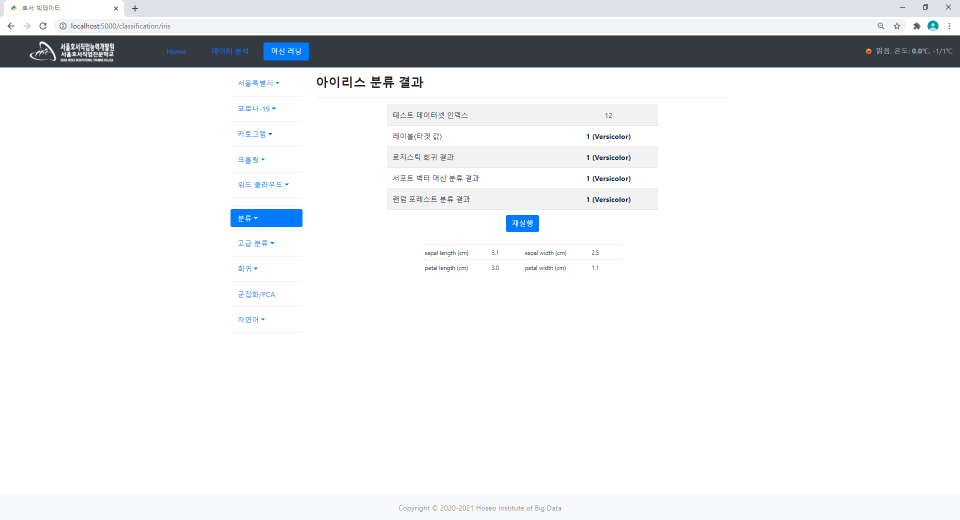 호서 빅데이터
localhost:5000/classification/iris
서울호서직업능력개발원
서울호서직업전문학교
Home
데이터 분석
머신 러닝
맑음, 온도: 0.0℃, -1/1℃
서울특별시
코로나-19
카토그램
크롤링
워드 클라우드
분류
고급 분류
회귀
군집화/PCA
자연어
아이리스 분류 결과
테스트 데이터셋 인덱스 12
레이블(타겟 값) 1 (Versicolor)
로지스틱 회귀 결과 1 (Versicolor)
서포트 벡터 머신 분류 결과 1 (Versicolor)
랜덤 포레스트 분류 결과 1 (Versicolor)
재실행
sepal length (cm) 5.1 sepal width (cm) 2.5
petal length (cm) 3.0 petal width (cm) 1.1
Copyright © 2020-2021 Hoseo Institute of Big Data